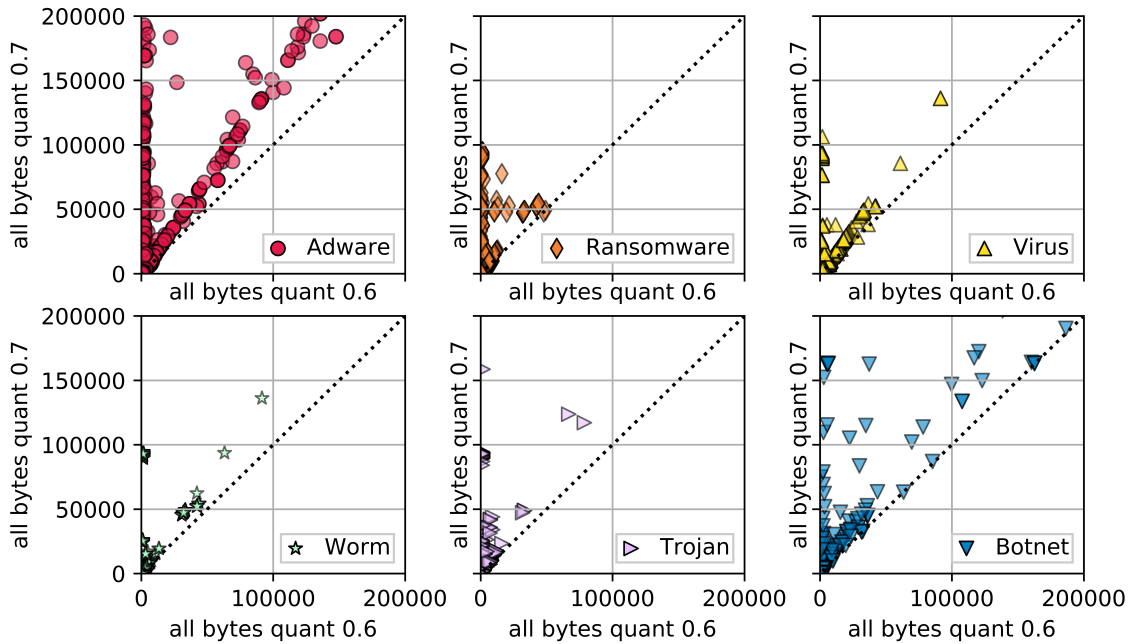 200000
150000
100000
50000
0
all bytes quant 0.7
all bytes quant 0.6
Adware
all bytes quant 0.7
all bytes quant 0.6
Ransomware
all bytes quant 0.7
all bytes quant 0.6
Virus
200000
150000
100000
50000
0
all bytes quant 0.7
Worm
0 100000 200000
all bytes quant 0.6
all bytes quant 0.7
Trojan
0 100000 200000
all bytes quant 0.6
all bytes quant 0.7
Botnet
0 100000 200000
all bytes quant 0.6